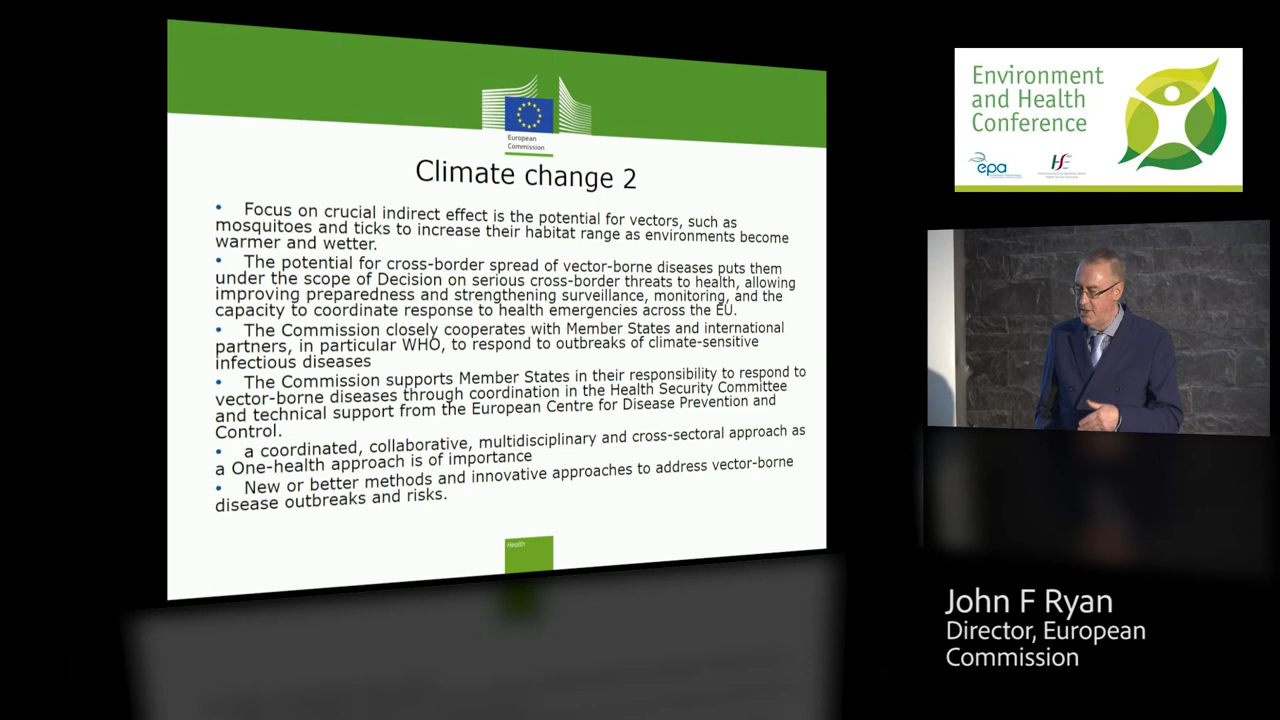 European
Commission
Climate change 2
• Focus on crucial indirect effect is the potential for vectors, such as
mosquitoes and ticks to increase their habitat range as environments become
warmer and wetter.
• The potential for cross-border spread of vector-borne diseases puts them
under the scope of Decision on serious cross-border threats to health, allowing
improving preparedness and strengthening surveillance, monitoring, and the
capacity to coordinate response to health emergencies across the EU.
• The Commission closely cooperates with Member States and international
partners, in particular WHO, to respond to outbreaks of climate-sensitive
infectious diseases
• The Commission supports Member States in their responsibility to respond to
vector-borne diseases through coordination in the Health Security Committee
and technical support from the European Centre for Disease Prevention and
Control.
• a coordinated, collaborative, multidisciplinary and cross-sectoral approach as
a One-health approach is of importance
• New or better methods and innovative approaches to address vector-borne
disease outbreaks and risks.
Health
Environment
and Health
Conference
epa
John F Ryan
Director, European
Commission